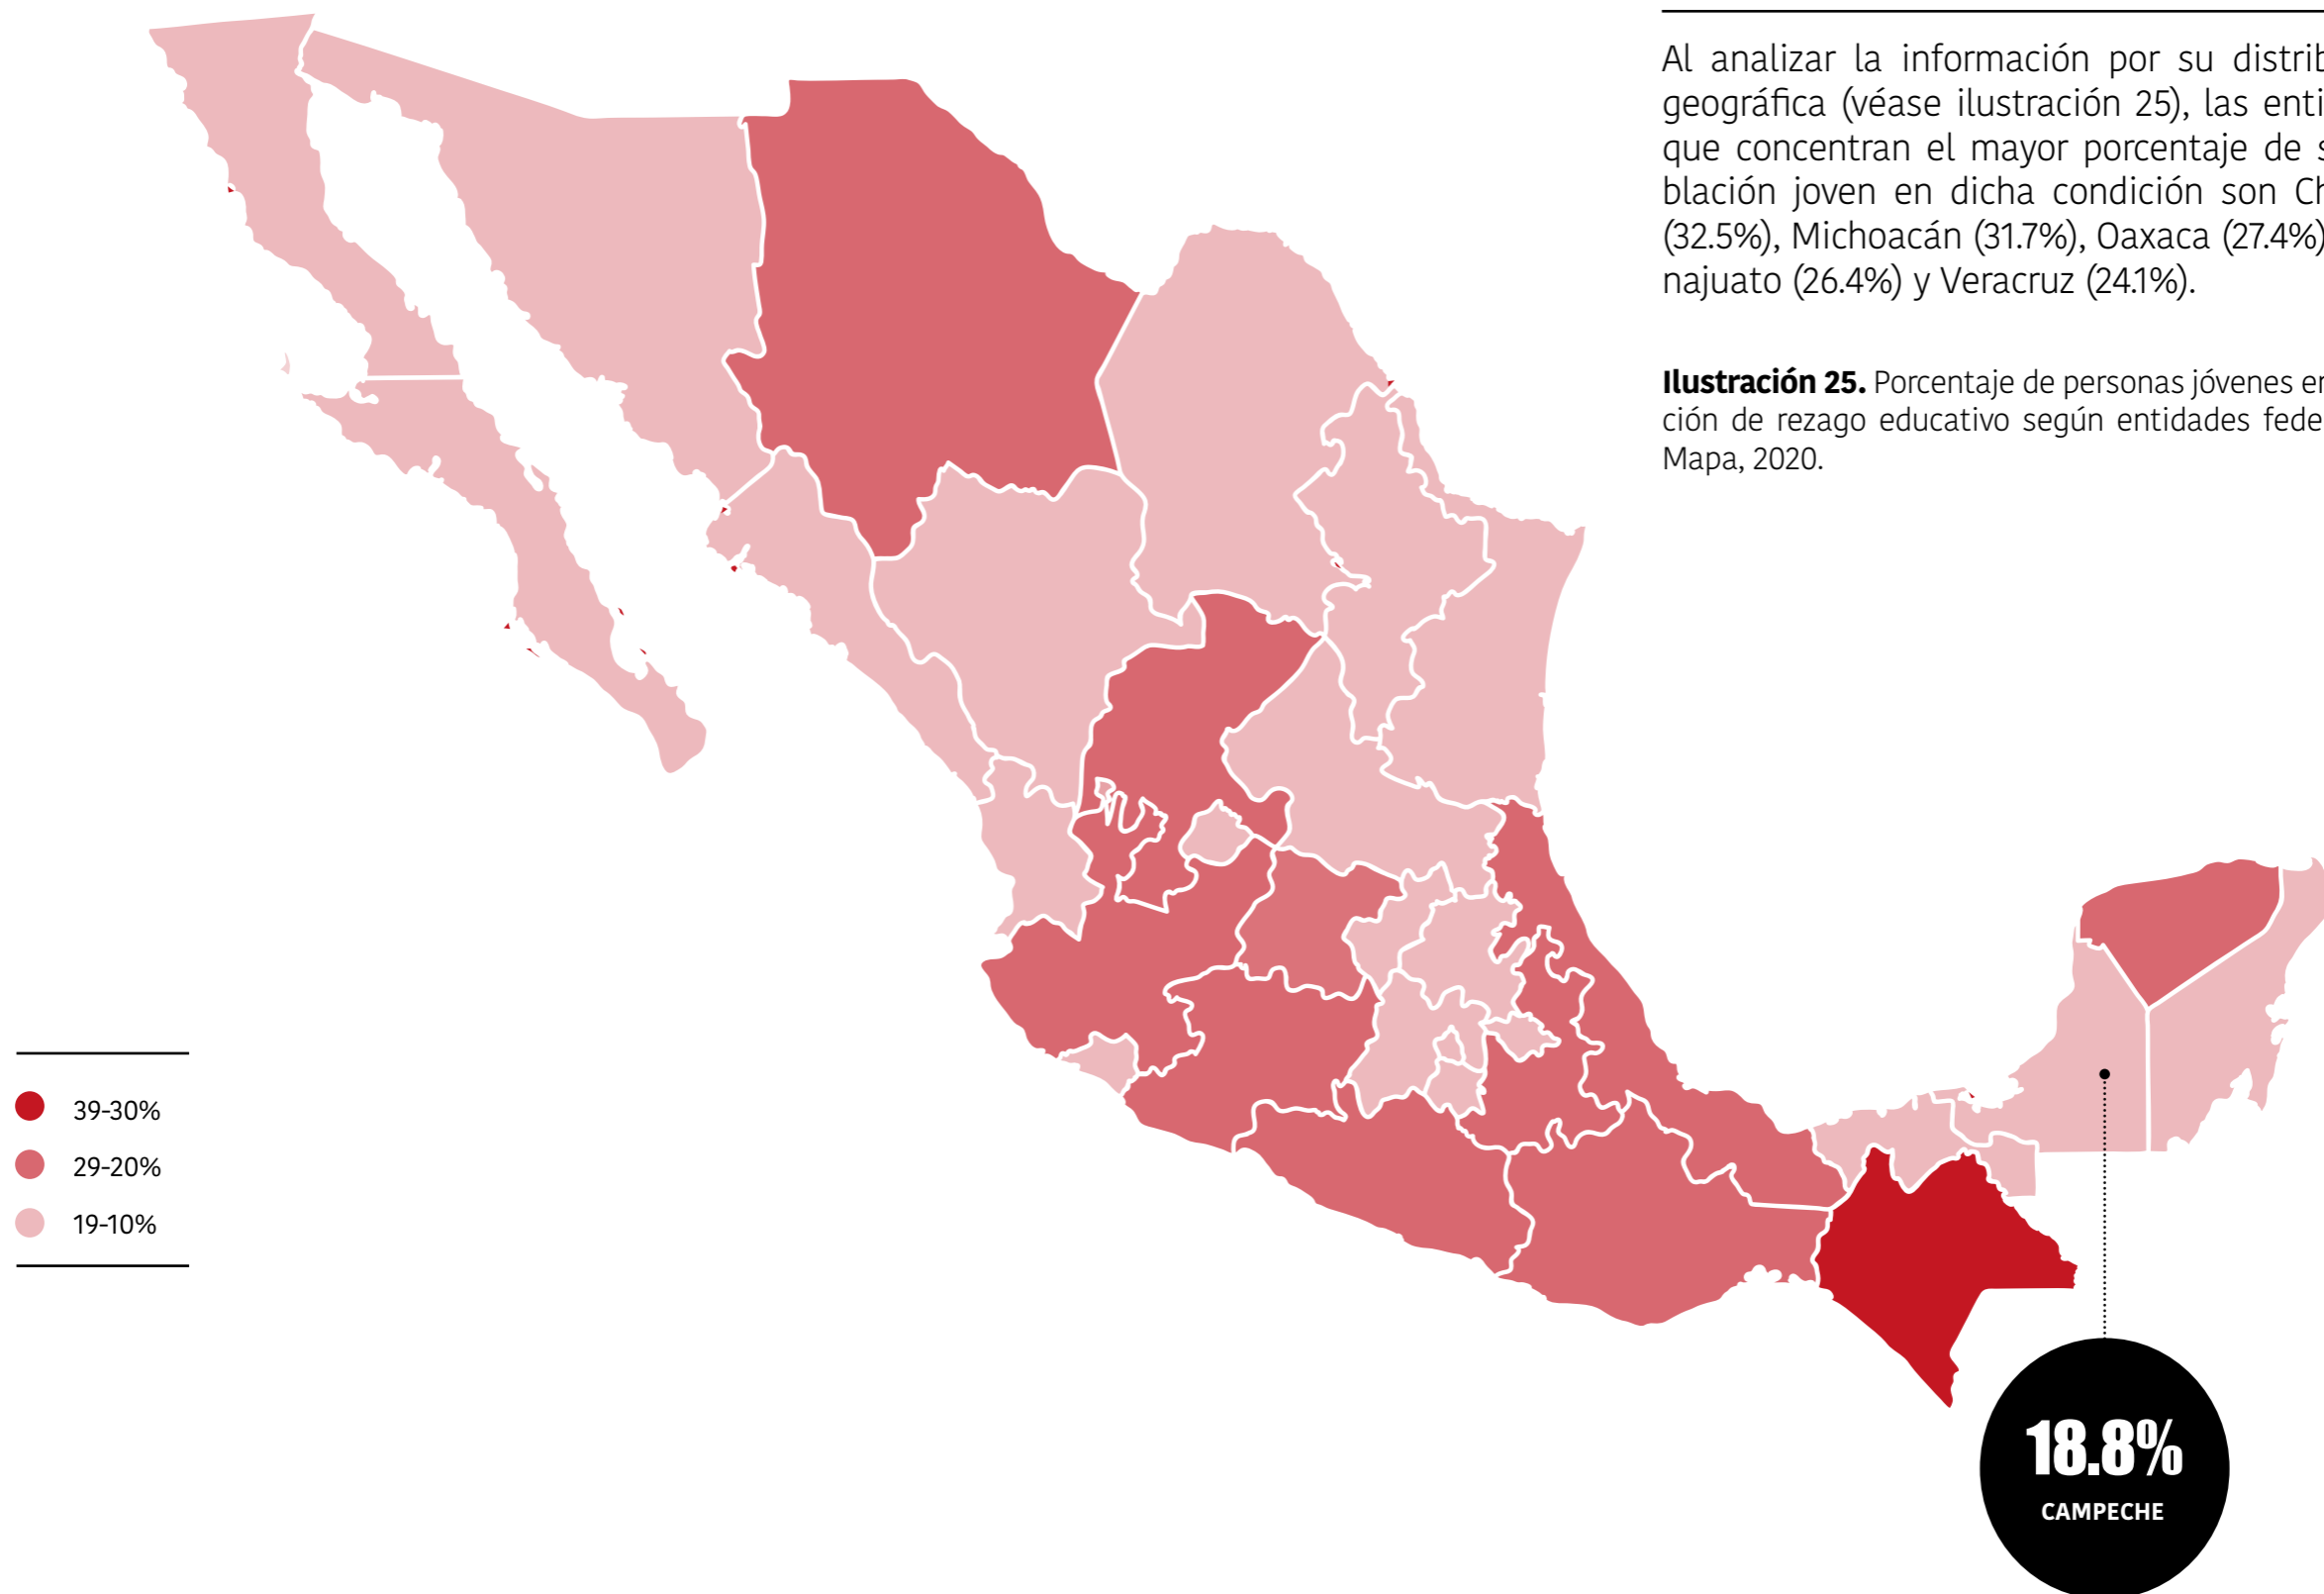 Al analizar la información por su distrib
geográfica (véase ilustración 25), las enti
que concentran el mayor porcentaje de s
blación joven en dicha condición son Ch
(32.5%), Michoacán (31.7%), Oaxaca (27.4%)
najuato (26.4%) y Veracruz (24.1%).
Ilustración 25. Porcentaje de personas jóvenes en
ción de rezago educativo según entidades fede
Mapa, 2020.
39-30%
29-20%
19-10%
18.8%
CAMPECHE